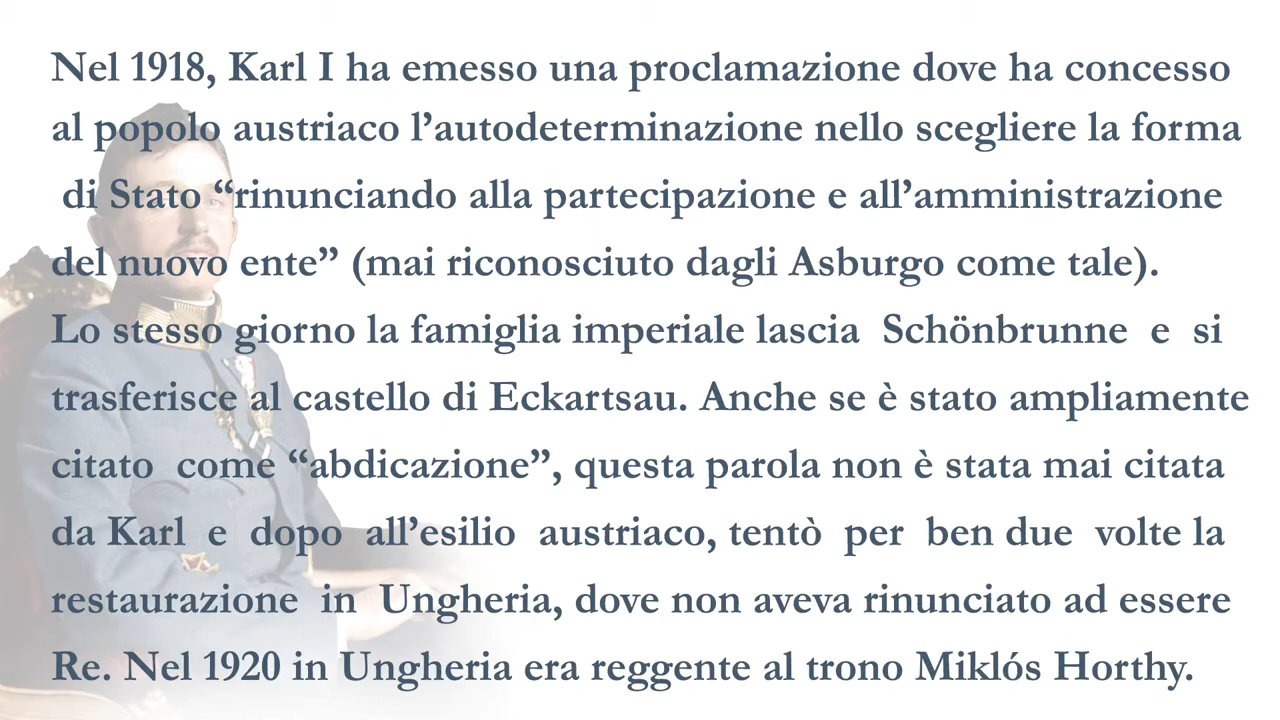 Nel 1918, Karl I ha emesso una proclamazione dove ha concesso
al popolo austriaco l’autodeterminazione nello scegliere la forma
di Stato “rinunciando alla partecipazione e all’amministrazione
del nuovo ente” (mai riconosciuto dagli Asburgo come tale).
Lo stesso giorno la famiglia imperiale lascia Schönbrunne e si
trasferisce al castello di Eckartsau. Anche se è stato ampliamente
citato come “abdicazione”, questa parola non è stata mai citata
da Karl e dopo all’esilio austriaco, tentò per ben due volte la
restaurazione in Ungheria, dove non aveva rinunciato ad essere
Re. Nel 1920 in Ungheria era reggente al trono Miklós Horthy.